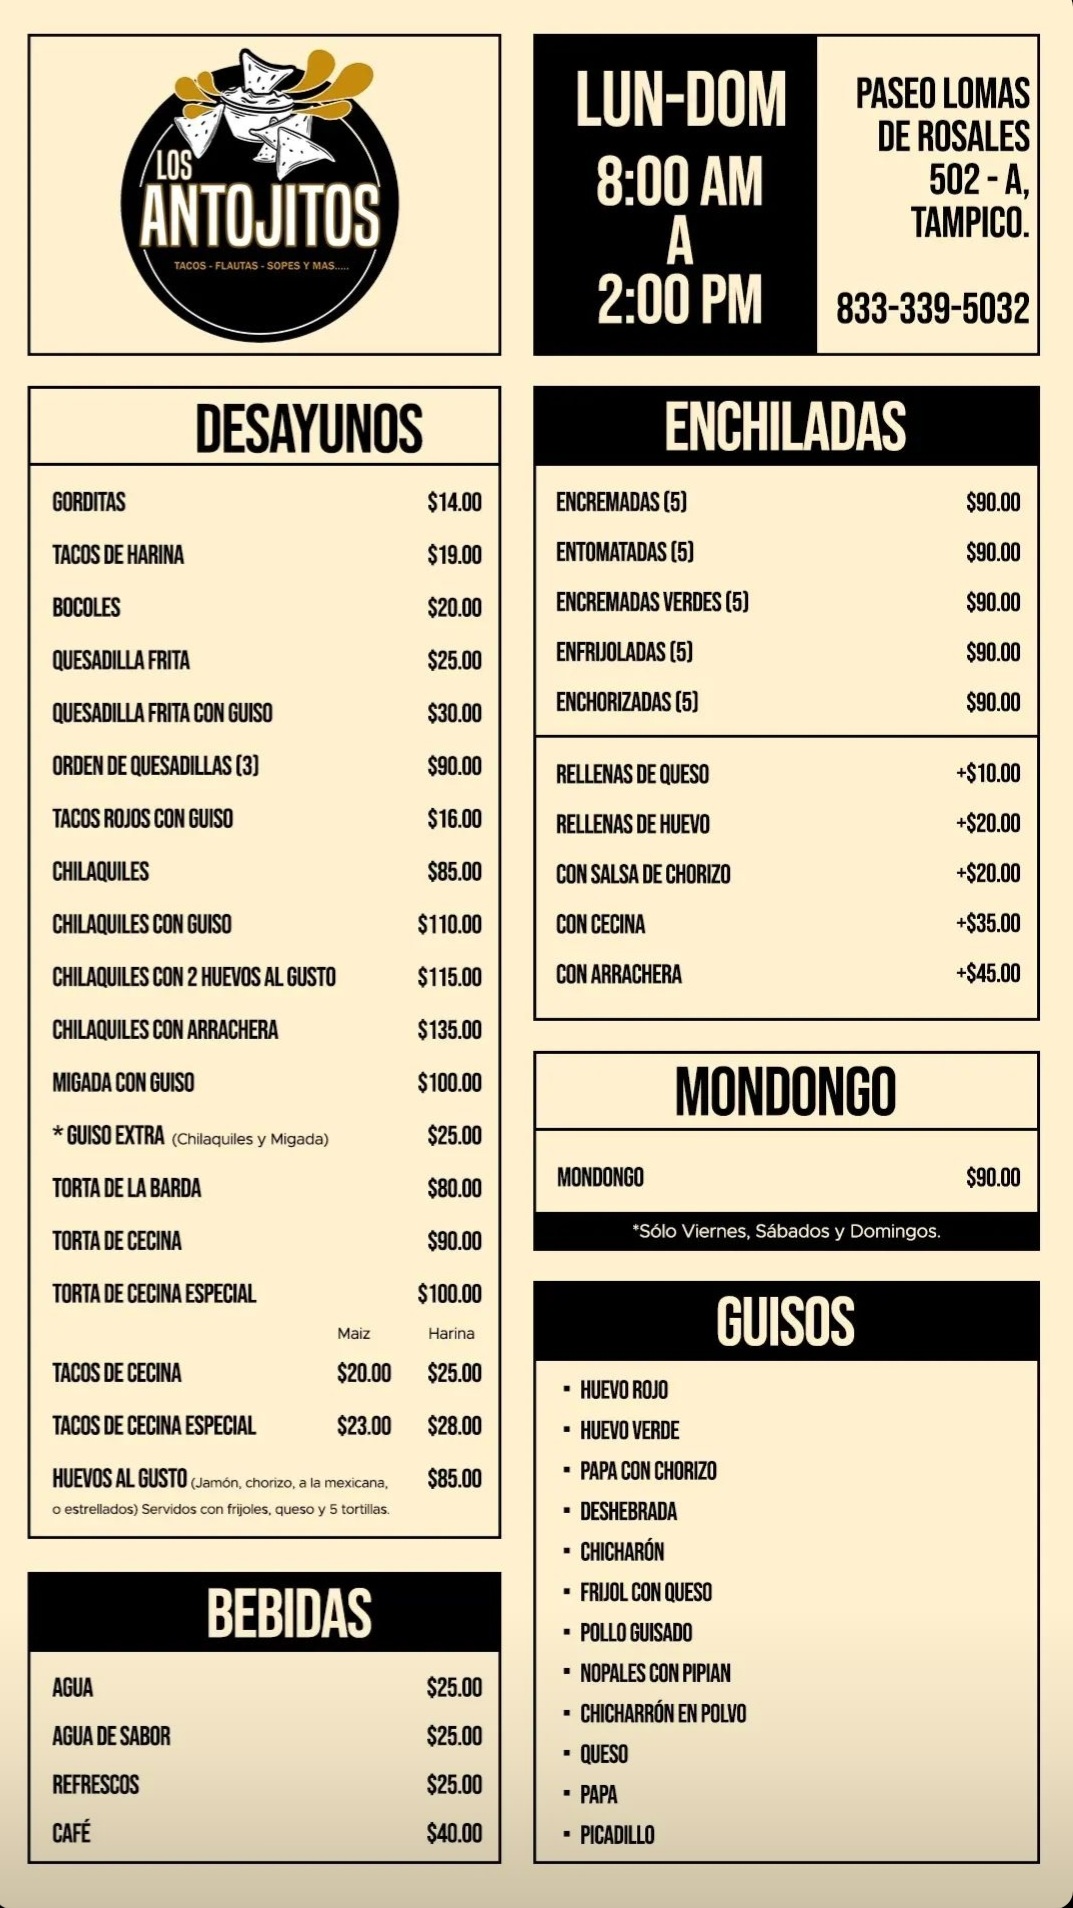 LOS
ANTOJITOS
TACOS - FLAUTAS - SOPES Y MAS.....
LUN-DOM
8:00 AM
A
2:00 PM
PASEO LOMAS
DE ROSALES
502 - A,
TAMPICO.
833-339-5032
DESAYUNOS
GORDITAS $14.00
TACOS DE HARINA $19.00
BOCOLES $20.00
QUESADILLA FRITA $25.00
QUESADILLA FRITA CON GUISO $30.00
ORDEN DE QUESADILLAS (3) $90.00
TACOS ROJOS CON GUISO $16.00
CHILAQUILES $85.00
CHILAQUILES CON GUISO $110.00
CHILAQUILES CON 2 HUEVOS AL GUSTO $115.00
CHILAQUILES CON ARRACHERA $135.00
MIGADA CON GUISO $100.00
* GUISO EXTRA (Chilaquiles y Migada) $25.00
TORTA DE LA BARDA $80.00
TORTA DE CECINA $90.00
TORTA DE CECINA ESPECIAL $100.00
Maiz Harina
TACOS DE CECINA $20.00 $25.00
TACOS DE CECINA ESPECIAL $23.00 $28.00
HUEVOS AL GUSTO (Jamón, chorizo, a la mexicana, $85.00
o estrellados) Servidos con frijoles, queso y 5 tortillas.
BEBIDAS
AGUA $25.00
AGUA DE SABOR $25.00
REFRESCOS $25.00
CAFÉ $40.00
ENCHILADAS
ENCREMADAS (5) $90.00
ENTOMATADAS (5) $90.00
ENCREMADAS VERDES (5) $90.00
ENFRIJOLADAS (5) $90.00
ENCHORIZADAS (5) $90.00
RELLENAS DE QUESO +$10.00
RELLENAS DE HUEVO +$20.00
CON SALSA DE CHORIZO +$20.00
CON CECINA +$35.00
CON ARRACHERA +$45.00
MONDONGO
MONDONGO $90.00
*Sólo Viernes, Sábados y Domingos.
GUISOS
▪ HUEVO ROJO
▪ HUEVO VERDE
▪ PAPA CON CHORIZO
▪ DESHEBRADA
▪ CHICHARÓN
▪ FRIJOL CON QUESO
▪ POLLO GUISADO
▪ NOPALES CON PIPIAN
▪ CHICHARRÓN EN POLVO
▪ QUESO
▪ PAPA
▪ PICADILLO